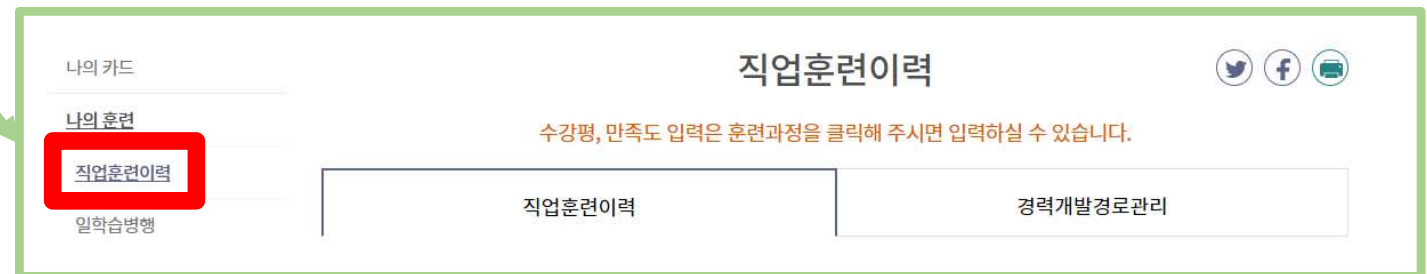 나의 카드
나의 훈련
직업훈련이력
일학습병행
직업훈련이력
수강평, 만족도 입력은 훈련과정을 클릭해 주시면 입력하실 수 있습니다.
직업훈련이력
경력개발경로관리